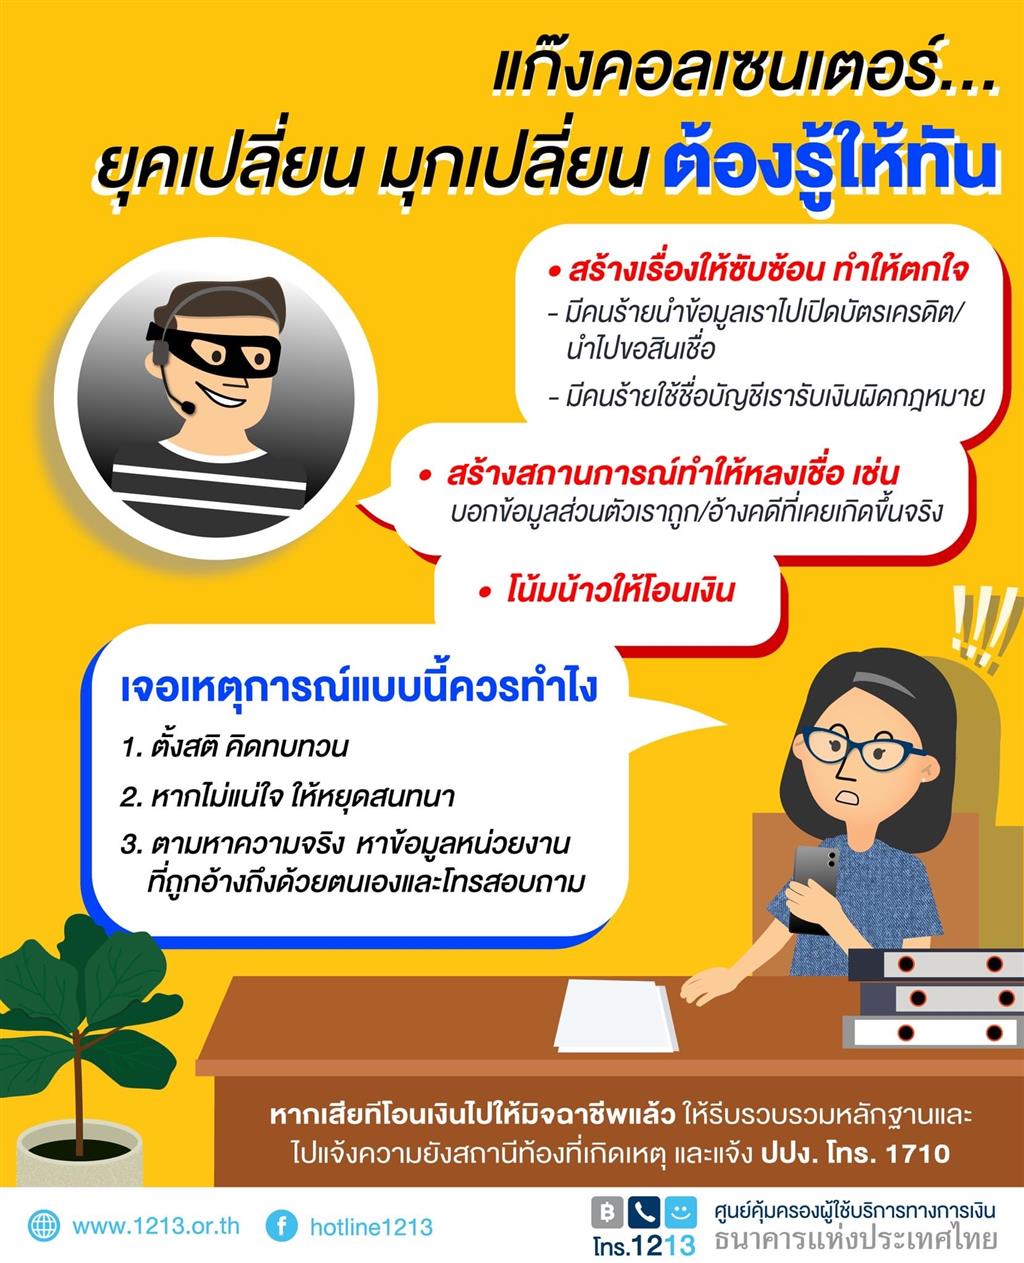 แก๊งคอลเซนเตอร์...
ยุคเปลี่ยน มุกเปลี่ยน ต้องรู้ให้ทัน
• สร้างเรื่องให้ซับซ้อน ทำให้ตกใจ
- มีคนร้ายนำข้อมูลเราไปเปิดบัตรเครดิต/
นำไปขอสินเชื่อ
- มีคนร้ายใช้ชื่อบัญชีเรารับเงินผิดกฎหมาย
• สร้างสถานการณ์ทำให้หลงเชื่อ เช่น
บอกข้อมูลส่วนตัวเราถูก/อ้างคดีที่เคยเกิดขึ้นจริง
• โน้มน้าวให้โอนเงิน
เจอเหตุการณ์แบบนี้ควรทำไง
1. ตั้งสติ คิดทบทวน
2. หากไม่แน่ใจ ให้หยุดสนทนา
3. ตามหาความจริง หาข้อมูลหน่วยงาน
ที่ถูกอ้างถึงด้วยตนเองและโทรสอบถาม
หากเสียทีโอนเงินไปให้มิจฉาชีพแล้ว ให้รีบรวบรวมหลักฐานและ
ไปแจ้งความยังสถานีท้องที่เกิดเหตุ และแจ้ง ปปง. โทร. 1710
www.1213.or.th
hotline1213
โทร.1213
ศูนย์คุ้มครองผู้ใช้บริการทางการเงิน
ธนาคารแห่งประเทศไทย